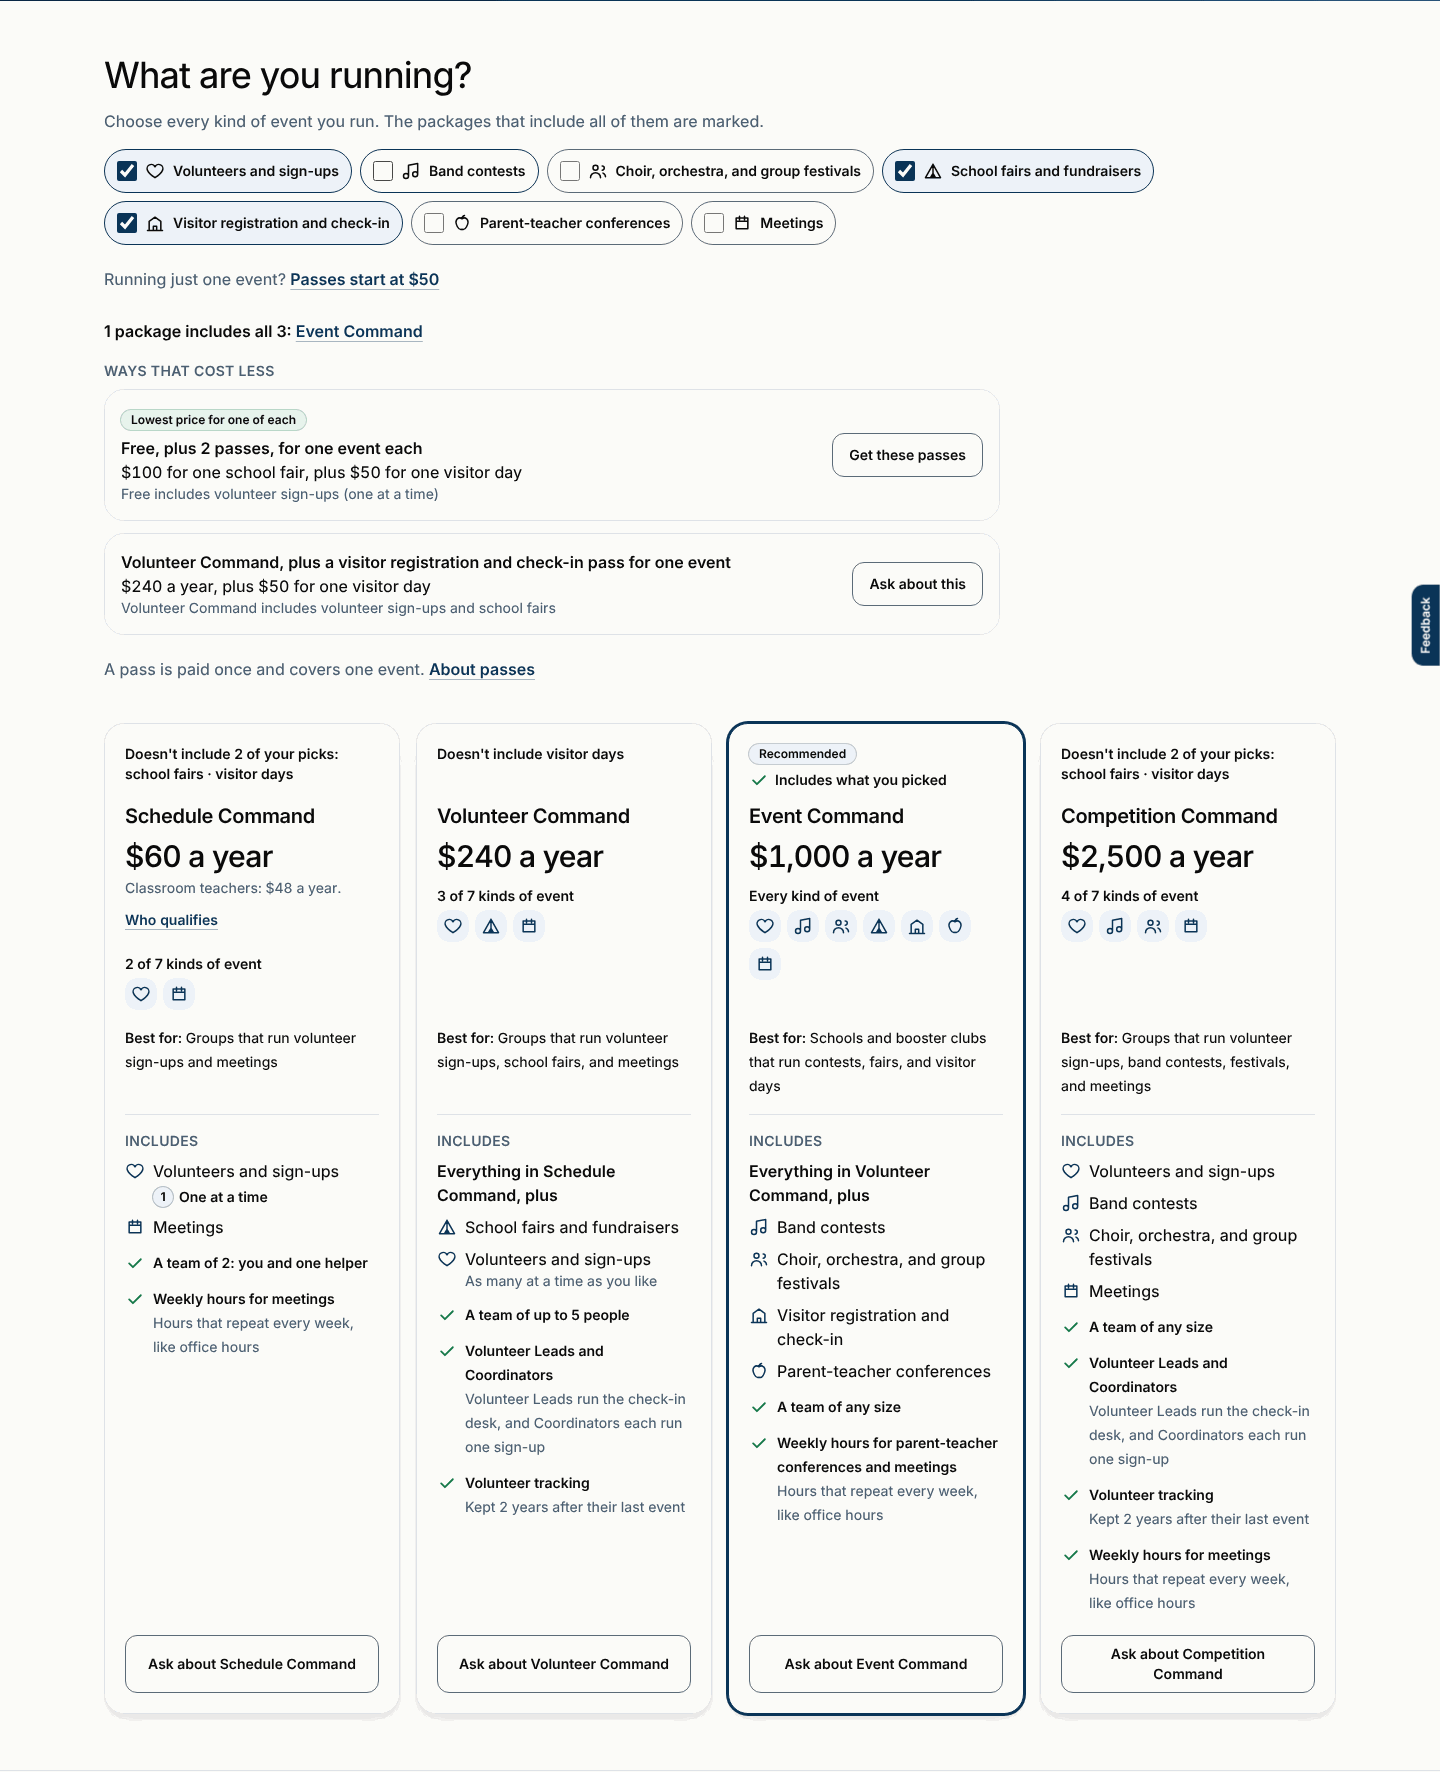 What are you running?
Choose every kind of event you run. The packages that include all of them are marked.
Volunteers and sign-ups
Band contests
Choir, orchestra, and group festivals
School fairs and fundraisers
Visitor registration and check-in
Parent-teacher conferences
Meetings
Running just one event? Passes start at $50
1 package includes all 3: Event Command
WAYS THAT COST LESS
Lowest price for one of each
Free, plus 2 passes, for one event each
$100 for one school fair, plus $50 for one visitor day
Free includes volunteer sign-ups (one at a time)
Get these passes
Volunteer Command, plus a visitor registration and check-in pass for one event
$240 a year, plus $50 for one visitor day
Volunteer Command includes volunteer sign-ups and school fairs
Ask about this
Feedback
A pass is paid once and covers one event. About passes
Doesn't include 2 of your picks:
school fairs · visitor days
Schedule Command
$60 a year
Classroom teachers: $48 a year.
Who qualifies
2 of 7 kinds of event
Best for: Groups that run volunteer
sign-ups and meetings
INCLUDES
Volunteers and sign-ups
1 One at a time
Meetings
A team of 2: you and one helper
Weekly hours for meetings
Hours that repeat every week,
like office hours
Ask about Schedule Command
Doesn't include visitor days
Volunteer Command
$240 a year
3 of 7 kinds of event
Best for: Groups that run volunteer
sign-ups, school fairs, and meetings
INCLUDES
Everything in Schedule
Command, plus
School fairs and fundraisers
Volunteers and sign-ups
As many at a time as you like
A team of up to 5 people
Volunteer Leads and
Coordinators
Volunteer Leads run the check-in
desk, and Coordinators each run
one sign-up
Volunteer tracking
Kept 2 years after their last event
Ask about Volunteer Command
Recommended
Includes what you picked
Event Command
$1,000 a year
Every kind of event
Best for: Schools and booster clubs
that run contests, fairs, and visitor
days
INCLUDES
Everything in Volunteer
Command, plus
Band contests
Choir, orchestra, and group
festivals
Visitor registration and
check-in
Parent-teacher conferences
A team of any size
Weekly hours for parent-teacher
conferences and meetings
Hours that repeat every week,
like office hours
Ask about Event Command
Doesn't include 2 of your picks:
school fairs · visitor days
Competition Command
$2,500 a year
4 of 7 kinds of event
Best for: Groups that run volunteer
sign-ups, band contests, festivals,
and meetings
INCLUDES
Volunteers and sign-ups
Band contests
Choir, orchestra, and group
festivals
Meetings
A team of any size
Volunteer Leads and
Coordinators
Volunteer Leads run the check-in
desk, and Coordinators each run
one sign-up
Volunteer tracking
Kept 2 years after their last event
Weekly hours for meetings
Hours that repeat every week,
like office hours
Ask about Competition
Command